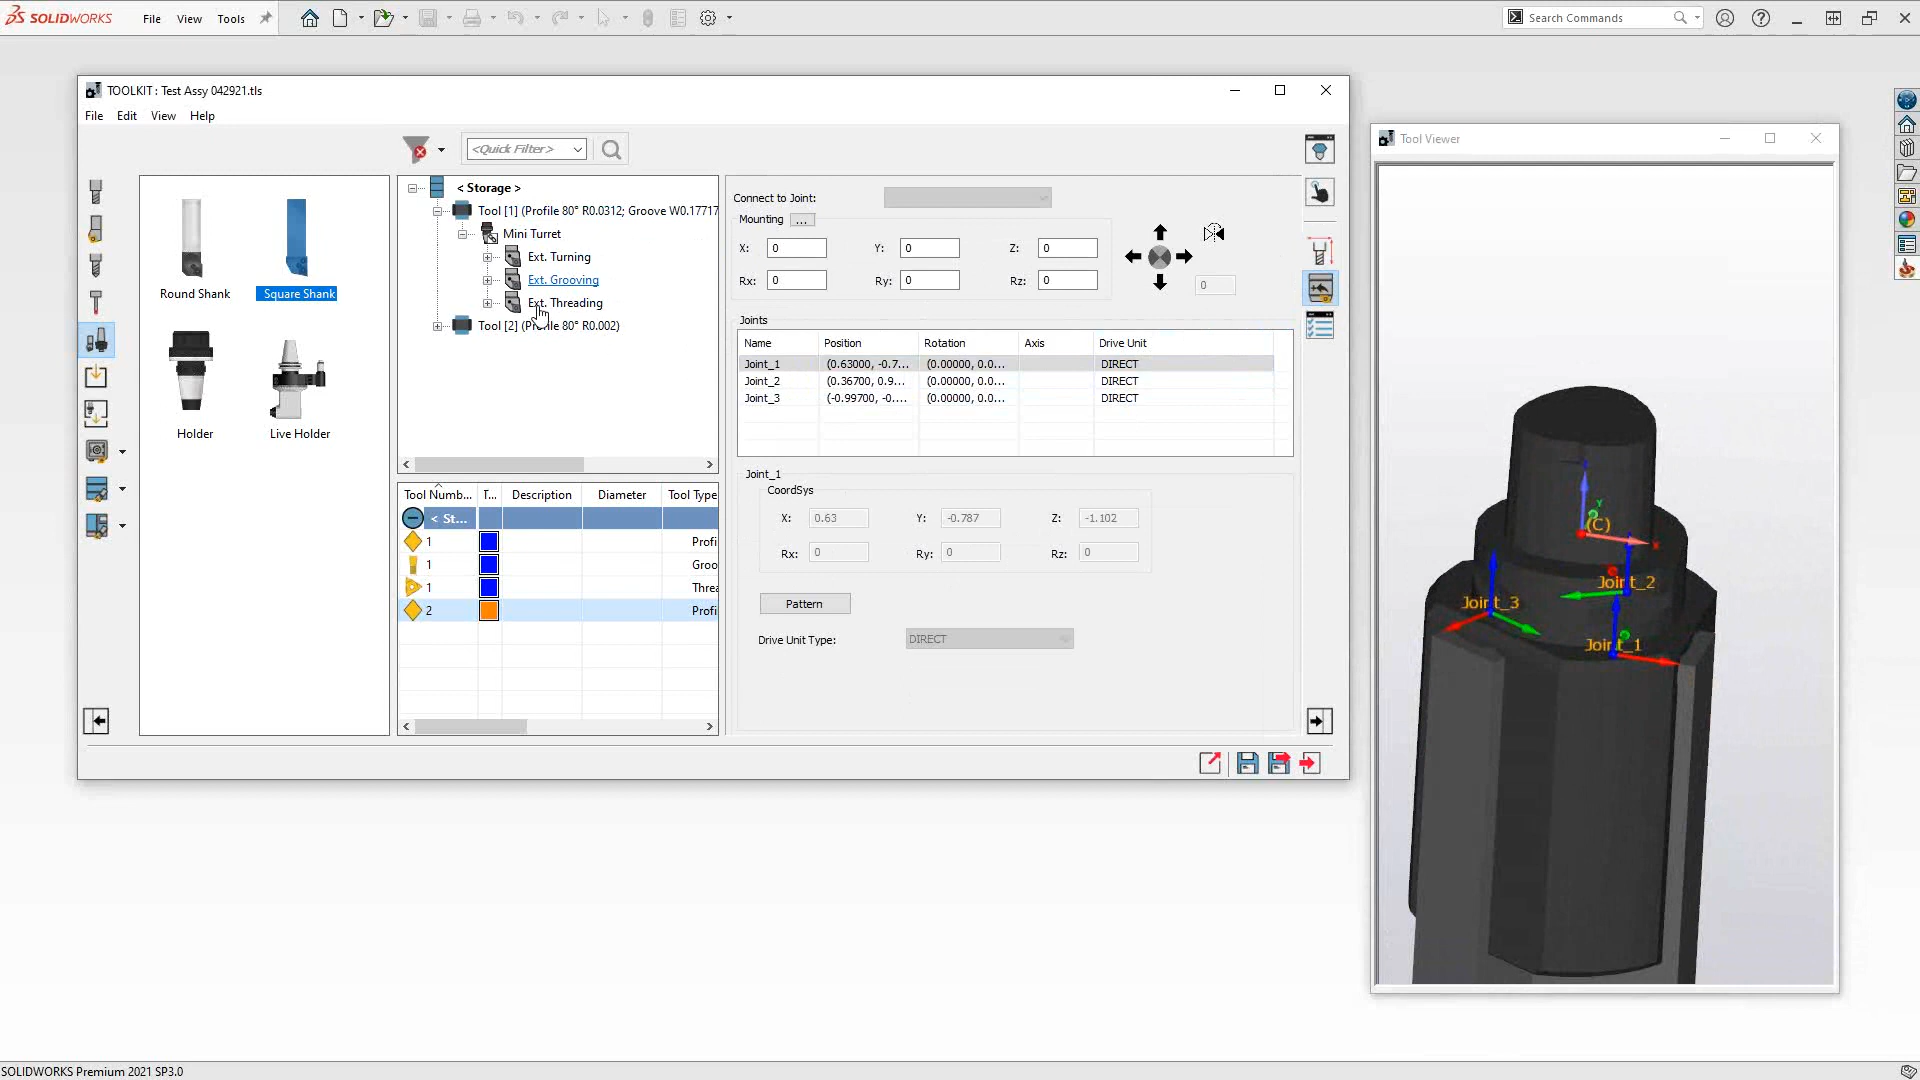 SOLIDWORKS
File
View
Tools
Search Commands
TOOLKIT : Test Assy 042921.tls
File
Edit
View
Help
<Quick Filter>
Round Shank
Square Shank
Holder
Live Holder
< Storage >
Tool [1] (Profile 80° R0.0312; Groove W0.17717
Mini Turret
Ext. Turning
Ext. Grooving
Ext. Threading
Tool [2] (Profile 80° R0.002)
Tool Numb...
T...
Description
Diameter
Tool Type
< St...
1
Profi
1
Groo
1
Threa
2
Profi
Connect to Joint:
Mounting
...
X:
0
Y:
0
Z:
0
Rx:
0
Ry:
0
Rz:
0
0
Joints
Name
Position
Rotation
Axis
Drive Unit
Joint_1
(0.63000, -0.7...
(0.00000, 0.0...
DIRECT
Joint_2
(0.36700, 0.9...
(0.00000, 0.0...
DIRECT
Joint_3
(-0.99700, -0....
(0.00000, 0.0...
DIRECT
Joint_1
CoordSys
X:
0.63
Y:
-0.787
Z:
-1.102
Rx:
0
Ry:
0
Rz:
0
Pattern
Drive Unit Type:
DIRECT
Tool Viewer
Y
(C)
X
Joint_2
Joint_3
Joint_1
SOLIDWORKS Premium 2021 SP3.0